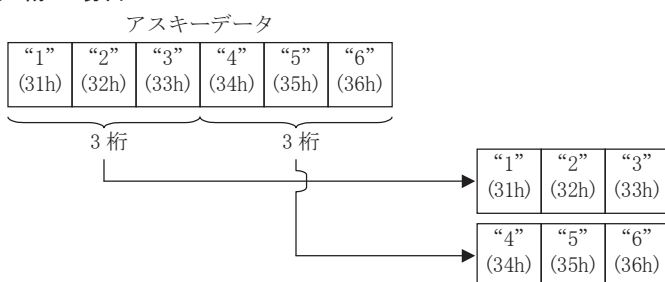 アスキーデータ
“1” “2” “3” “4” “5” “6”
(31h) (32h) (33h) (34h) (35h) (36h)
3 桁 3 桁
“1” “2” “3”
(31h) (32h) (33h)
“4” “5” “6”
(34h) (35h) (36h)